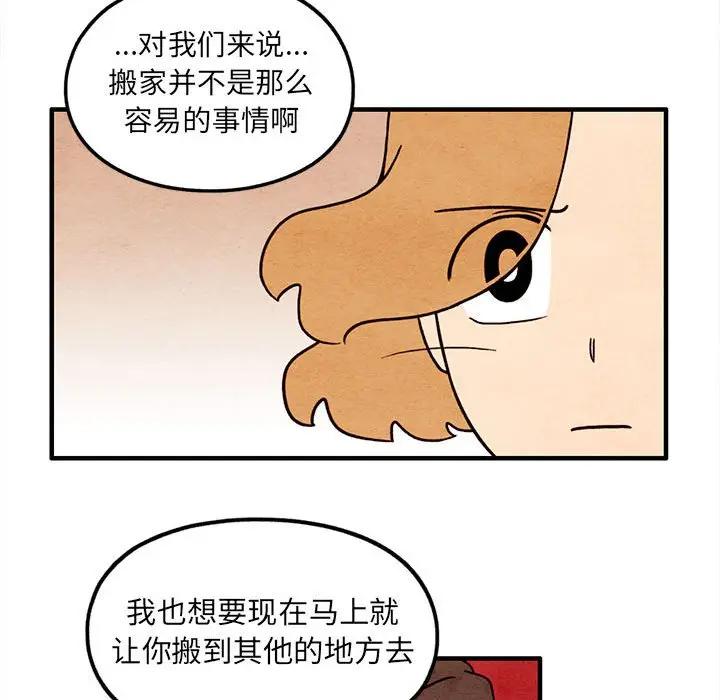 ...对我们来说...
搬家并不是那么
容易的事情啊
我也想要现在马上就
让你搬到其他的地方去